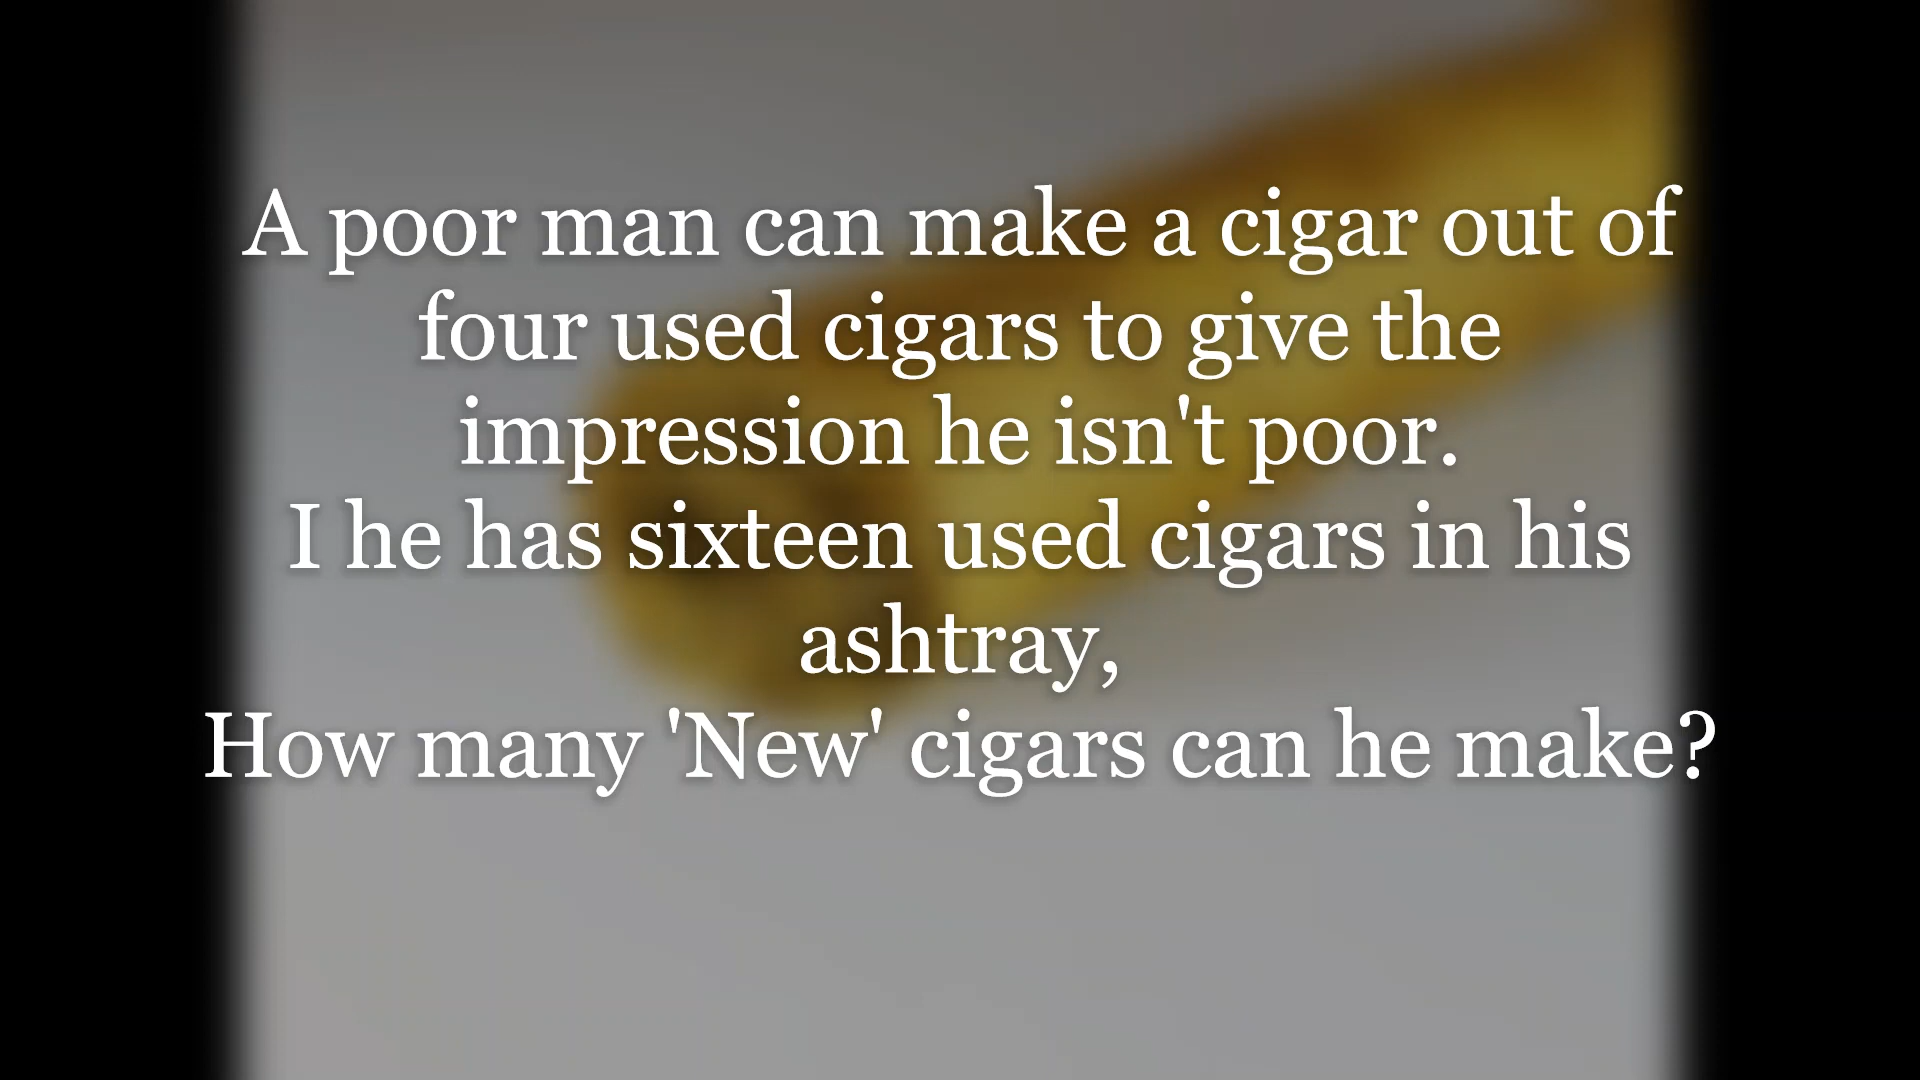 A poor man can make a cigar out of
four used cigars to give the
impression he isn't poor.
I he has sixteen used cigars in his
ashtray,
How many 'New' cigars can he make?